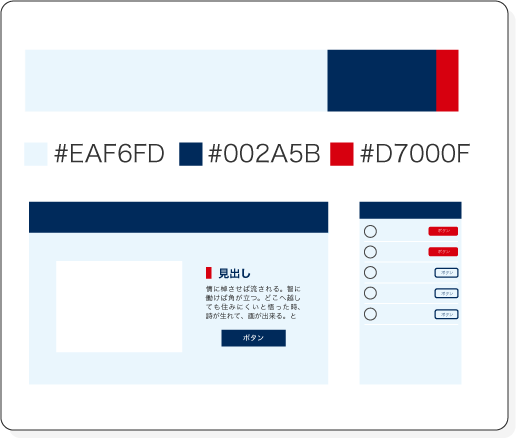 #EAF6FD #002A5B #D7000F
見出し
情に棹させば流される。智に
働けば角が立つ。どこへ越し
ても住みにくいと悟った時、
詩が生れて、画が出来る。と
ボタン
ボタン
ボタン
ボタン
ボタン
ボタン